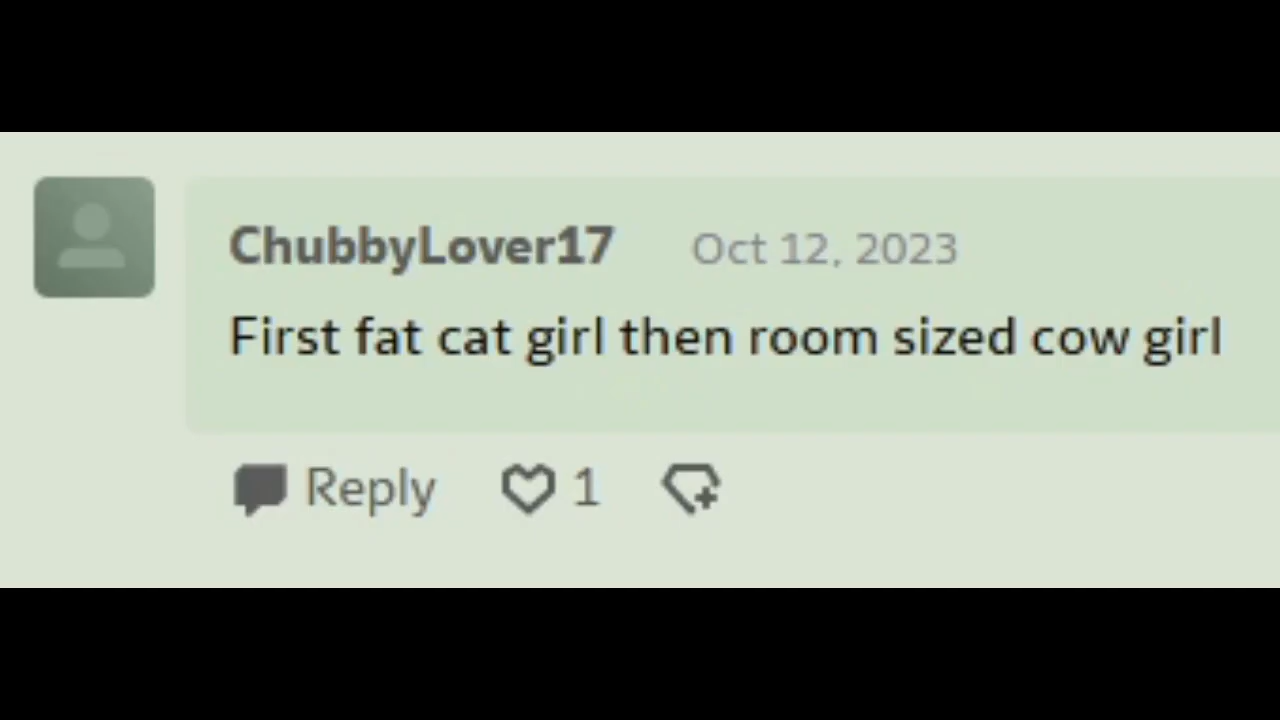 ChubbyLover17 Oct 12, 2023
First fat cat girl then room sized cow girl
Reply 1